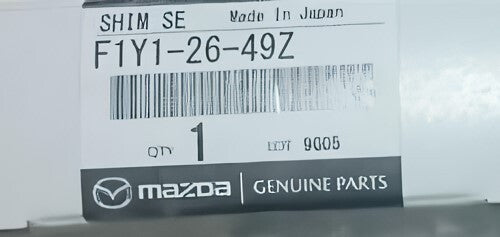 SHIM SE Made In Japan
F1Y1-26-49Z
QTY 1 LOT 9005
mazda GENUINE PARTS